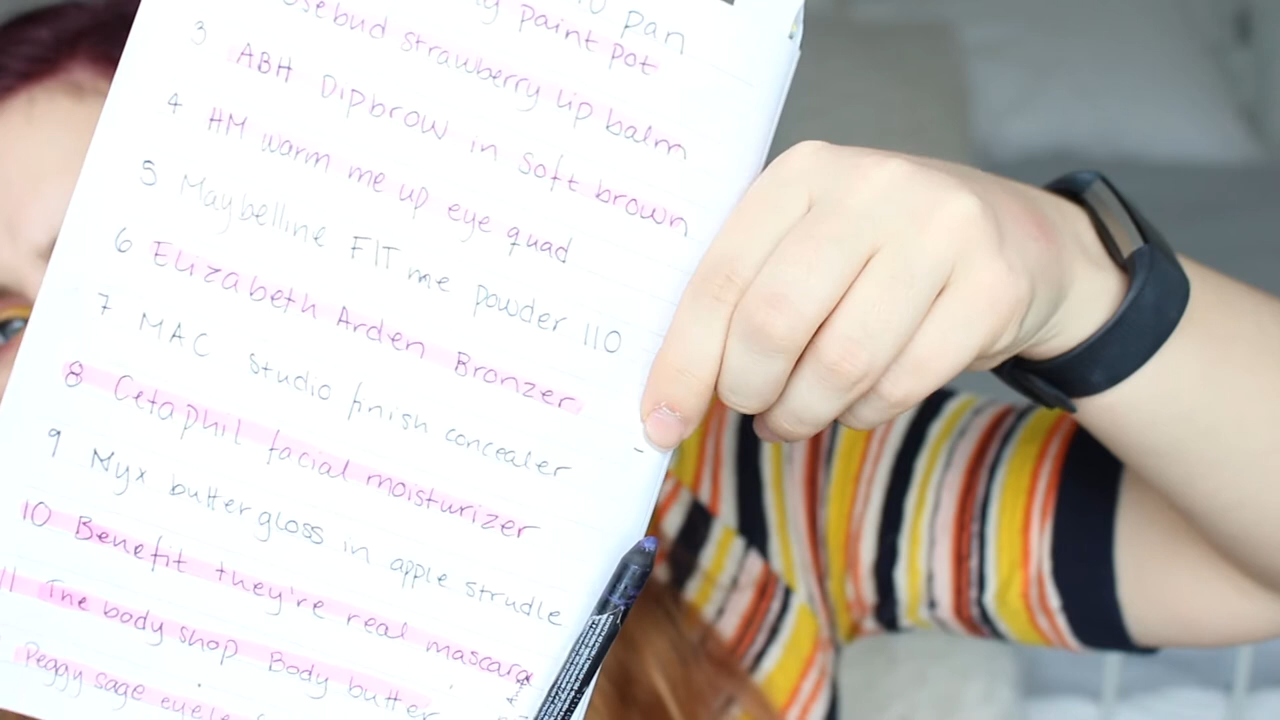 10 pan
paint pot
strawberry lip balm
3 ABH Dipbrow in soft brown
4 HM warm me up eye quad
5 Maybelline FIT me powder 110
6 Elizabeth Arden Bronzer
7 MAC studio finish concealer
8 Cetaphil facial moisturizer
9 Nyx butter gloss in apple strudle
10 Benefit they're real mascara
11 The body shop Body butter
Peggy sage